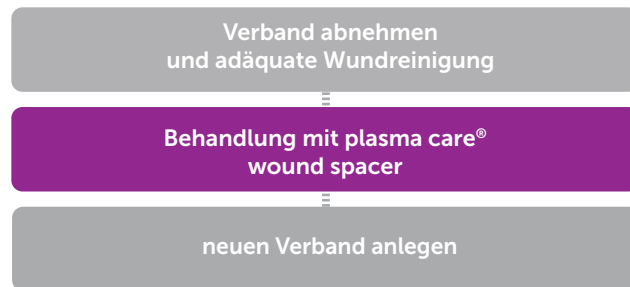 Verband abnehmen
und adäquate Wundreinigung
Behandlung mit plasma care®
wound spacer
neuen Verband anlegen